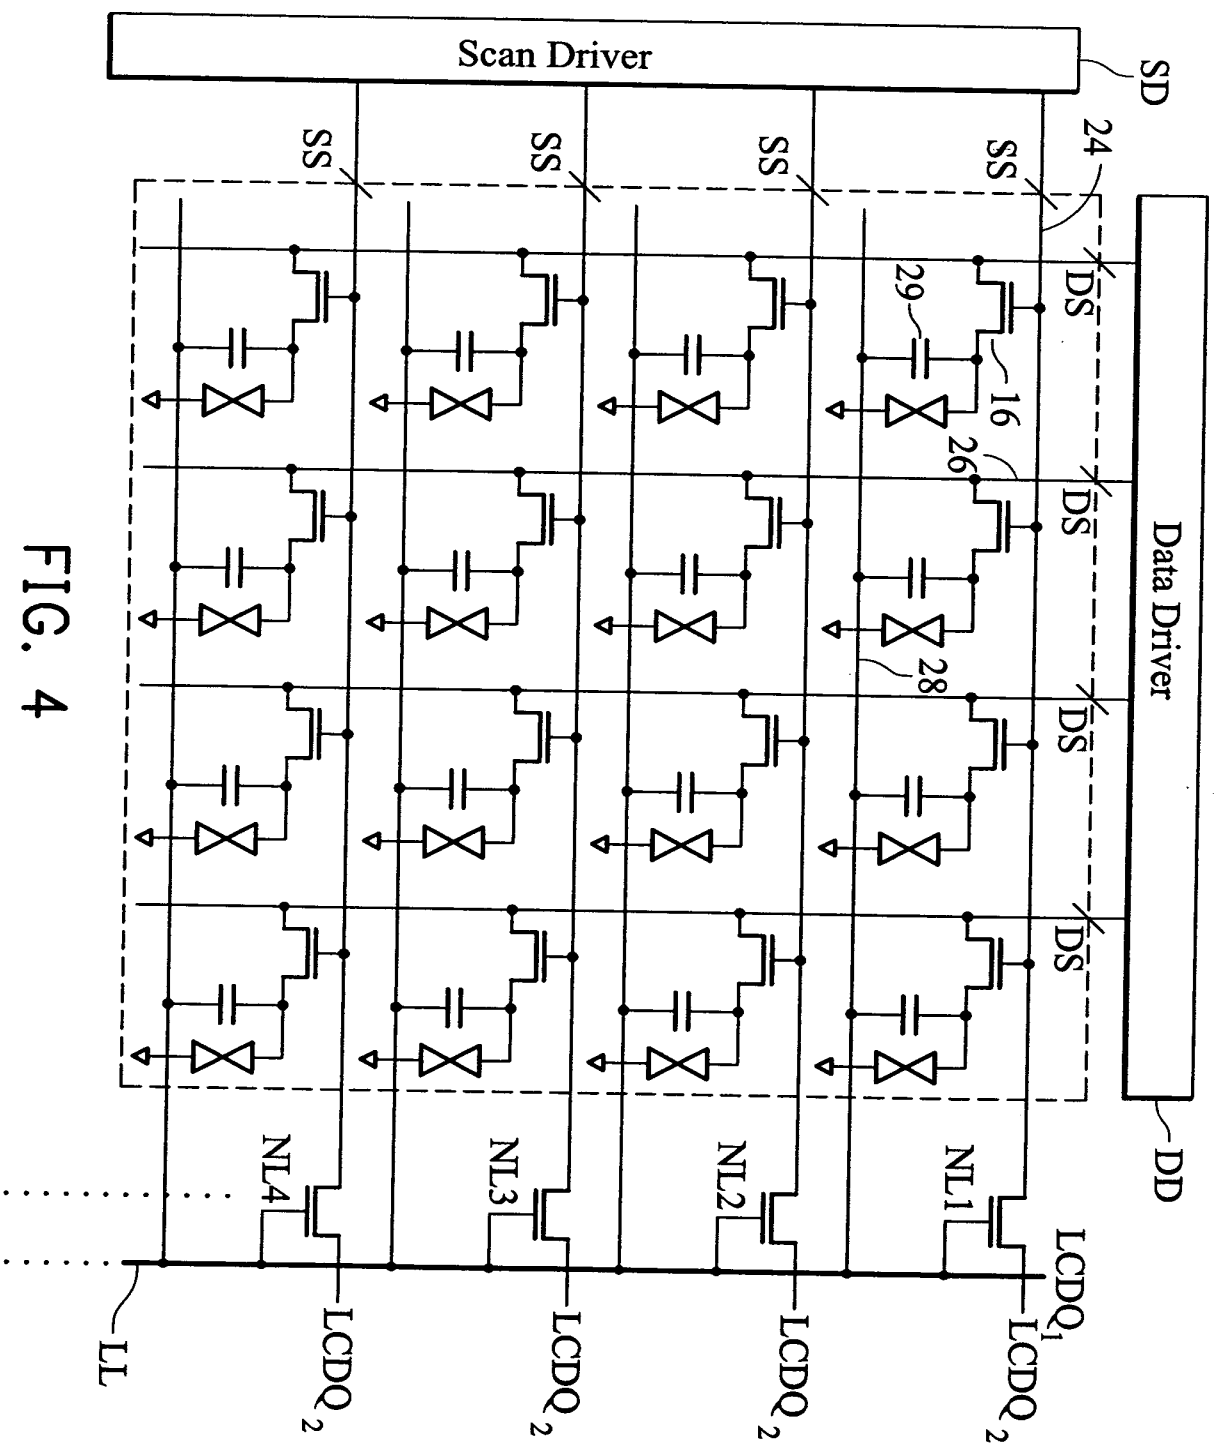 Data Driver
DD
DS
DS
DS
DS
Scan Driver
SD
24
SS
16
29
26
28
NL1
LCDQ1
LCDQ2
SS
NL2
LCDQ2
SS
NL3
LCDQ2
SS
NL4
LCDQ2
LL
FIG. 4